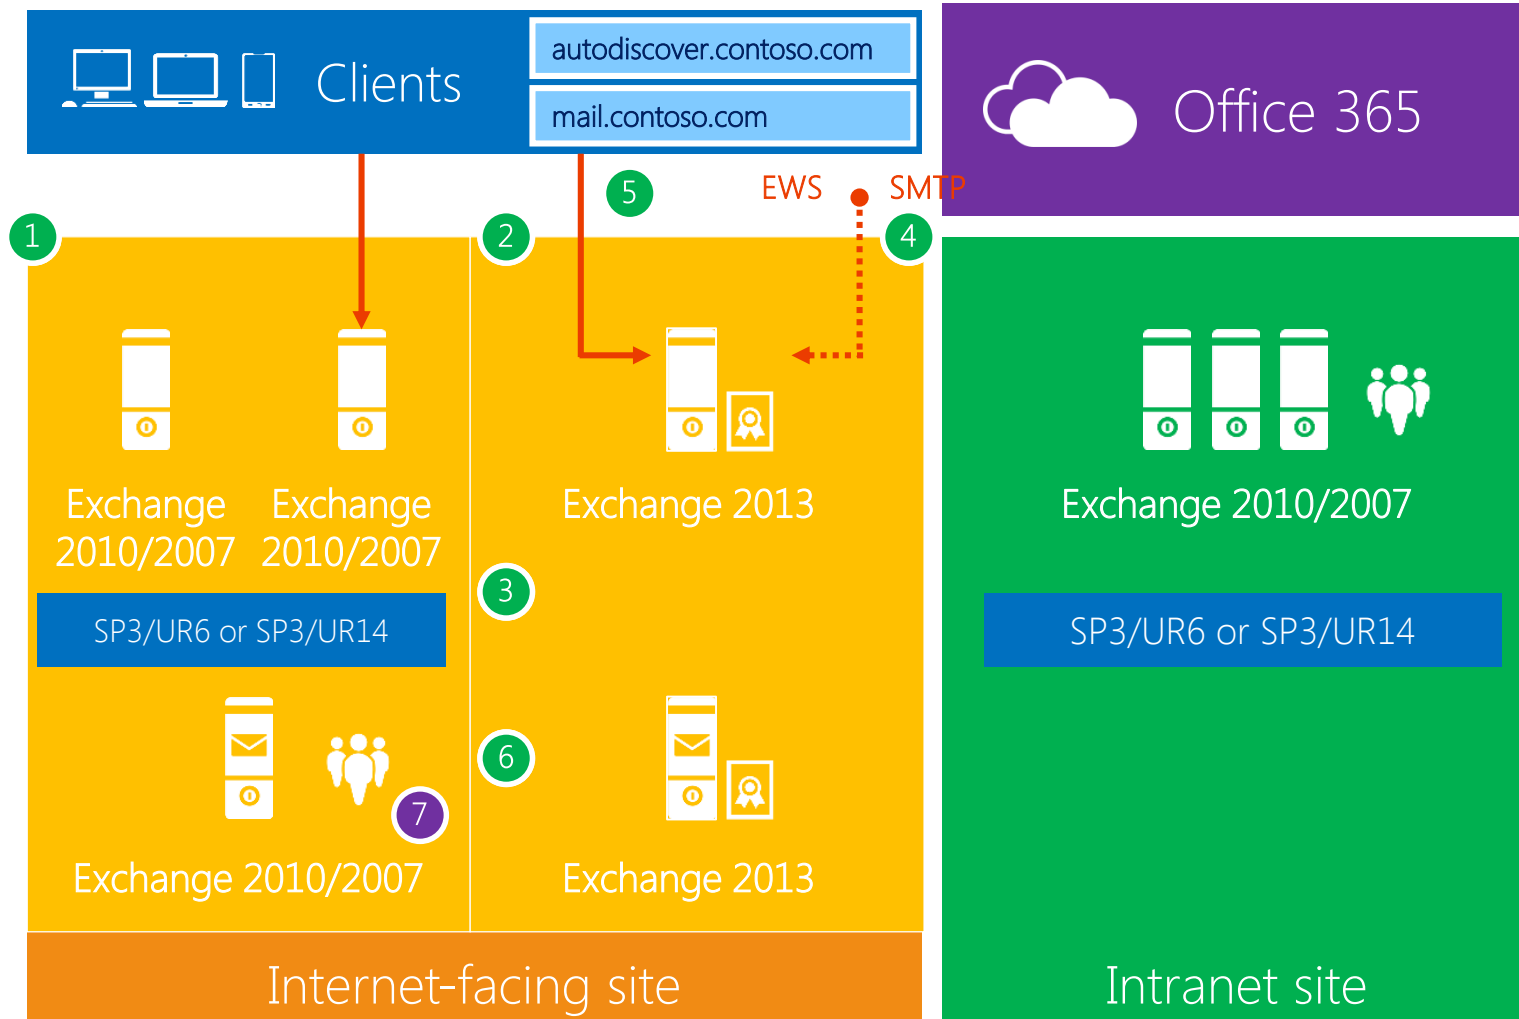 Clients
autodiscover.contoso.com
mail.contoso.com
Office 365
5
EWS
SMTP
1
2
4
Exchange
2010/2007
Exchange
2010/2007
Exchange 2013
Exchange 2010/2007
3
SP3/UR6 or SP3/UR14
SP3/UR6 or SP3/UR14
6
7
Exchange 2010/2007
Exchange 2013
Internet-facing site
Intranet site